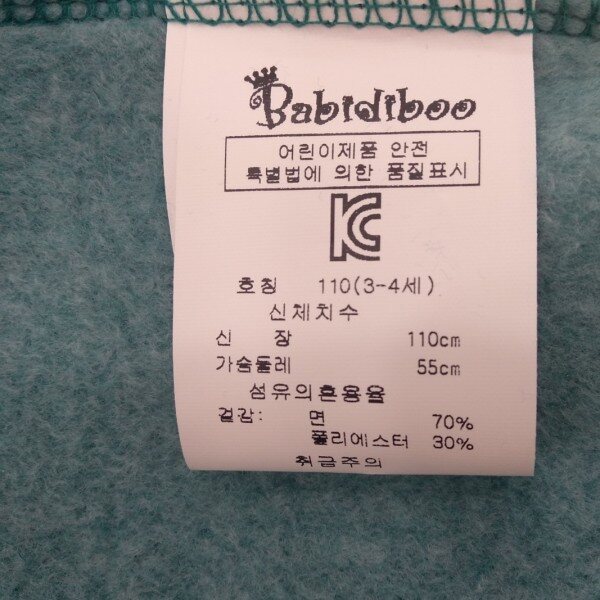 Babidiboo
어린이제품 안전
특별법에 의한 품질표시
KC
호칭 110(3-4세)
신체치수
신 장 110cm
가슴둘레 55cm
섬유의혼용율
겉감: 면 70%
폴리에스터 30%
취급주의